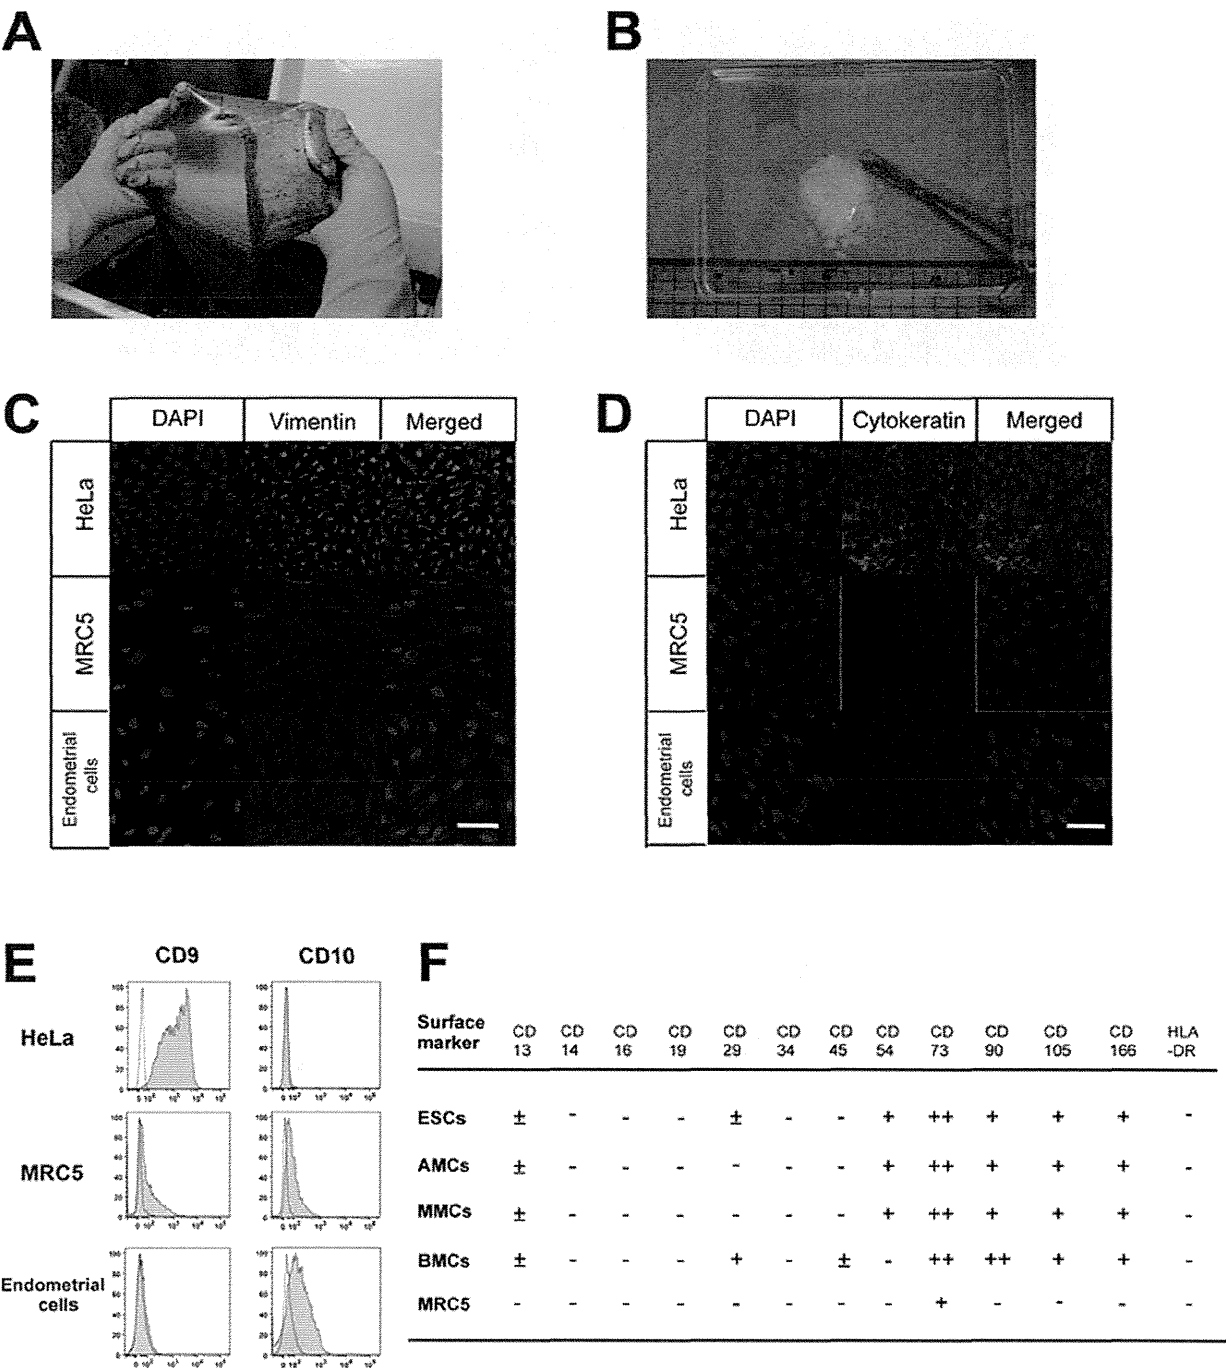 A
B
C
DAPI Vimentin Merged
HeLa
MRC5
Endometrial
cells
D
DAPI Cytokeratin Merged
HeLa
MRC5
Endometrial
cells
E
CD9 CD10
HeLa
MRC5
Endometrial
cells
F
Surface
marker
CD CD CD CD CD CD CD CD CD CD CD CD HLA
13 14 16 19 29 34 45 54 73 90 105 166 -DR
ESCs ± - - - ± - - + ++ + + + -
AMCs ± - - - - - - + ++ + + + -
MMCs ± - - - - - - + ++ + + + -
BMCs ± - - - + - ± - ++ ++ + + -
MRC5 - - - - - - - - + - - - -